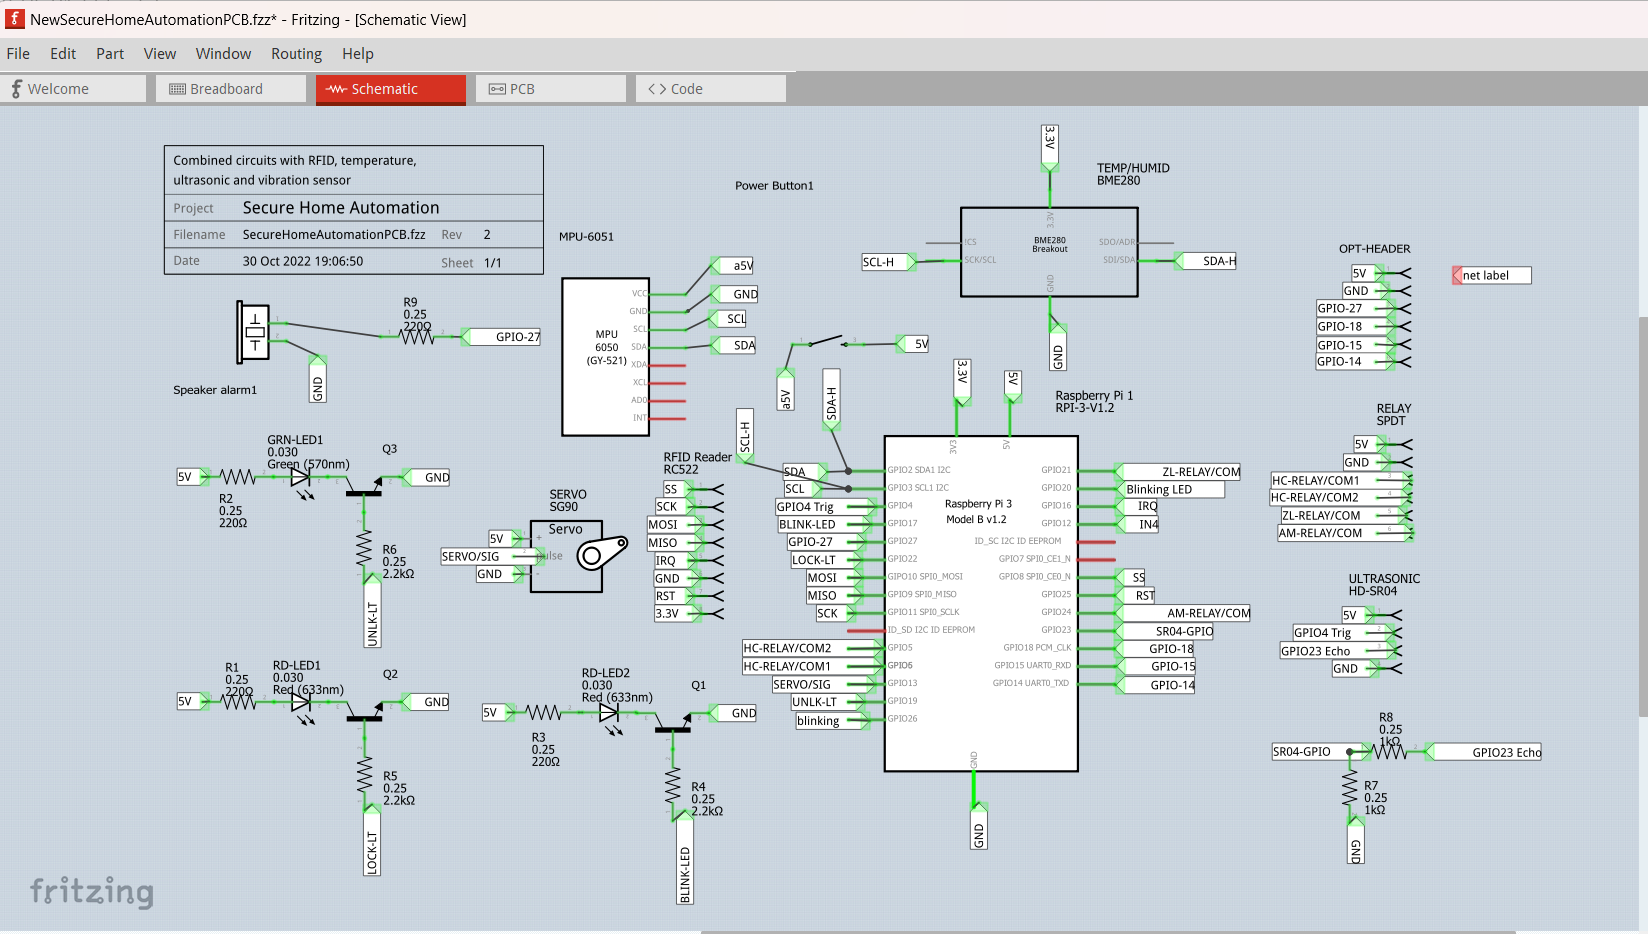 NewSecureHomeAutomationPCB.fzz* - Fritzing - [Schematic View]
File Edit Part View Window Routing Help
Welcome Breadboard Schematic PCB Code
Combined circuits with RFID, temperature,
ultrasonic and vibration sensor
Project Secure Home Automation
Filename SecureHomeAutomationPCB.fzz Rev 2
Date 30 Oct 2022 19:06:50 Sheet 1/1
Power Button1
MPU-6051
VCC
GND
SCL
SDA
XDA
XCL
AD0
INT
MPU
6050
(GY-521)
a5V
GND
SCL
SDA
3.3V
TEMP/HUMID
BME280
3.3V
!CS
SCK/SCL
BME280
Breakout
SDO/ADR
SDI/SDA
GND
SCL-H
SDA-H
GND
OPT-HEADER
5V
GND
GPIO-27
GPIO-18
GPIO-15
GPIO-14
net label
R9
0.25
220Ω
GPIO-27
GND
Speaker alarm1
5V
a5V
SDA-H
SCL-H
3.3V
5V
Raspberry Pi 1
RPI-3-V1.2
RELAY
SPDT
5V
GND
HC-RELAY/COM1
HC-RELAY/COM2
ZL-RELAY/COM
AM-RELAY/COM
GRN-LED1
0.030
Green (570nm)
Q3
5V
GND
R2
0.25
220Ω
R6
0.25
2.2kΩ
UNLK-LT
SERVO
SG90
Servo
5V
SERVO/SIG
GND
+
pulse
-
RFID Reader
RC522
SS
SCK
MOSI
MISO
IRQ
GND
RST
3.3V
SDA
SCL
GPIO4 Trig
BLINK-LED
GPIO-27
LOCK-LT
MOSI
MISO
SCK
HC-RELAY/COM2
HC-RELAY/COM1
SERVO/SIG
UNLK-LT
blinking
3V3
5V
Raspberry Pi 3
Model B v1.2
GPIO2 SDA1 I2C
GPIO3 SCL1 I2C
GPIO4
GPIO17
GPIO27
GPIO22
GPIO10 SPI0_MOSI
GPIO9 SPI0_MISO
GPIO11 SPI0_SCLK
ID_SD I2C ID EEPROM
GPIO5
GPIO6
GPIO13
GPIO19
GPIO26
GPIO21
GPIO20
GPIO16
GPIO12
ID_SC I2C ID EEPROM
GPIO7 SPI0_CE1_N
GPIO8 SPI0_CE0_N
GPIO25
GPIO24
GPIO23
GPIO18 PCM_CLK
GPIO15 UART0_RXD
GPIO14 UART0_TXD
GND
ZL-RELAY/COM
Blinking LED
IRQ
IN4
SS
RST
AM-RELAY/COM
SR04-GPIO
GPIO-18
GPIO-15
GPIO-14
GND
ULTRASONIC
HD-SR04
5V
GPIO4 Trig
GPIO23 Echo
GND
R1
0.25
220Ω
RD-LED1
0.030
Red (633nm)
Q2
5V
GND
R5
0.25
2.2kΩ
LOCK-LT
RD-LED2
0.030
Red (633nm)
Q1
5V
GND
R3
0.25
220Ω
R4
0.25
2.2kΩ
BLINK-LED
R8
0.25
1kΩ
SR04-GPIO
GPIO23 Echo
R7
0.25
1kΩ
GND
fritzing